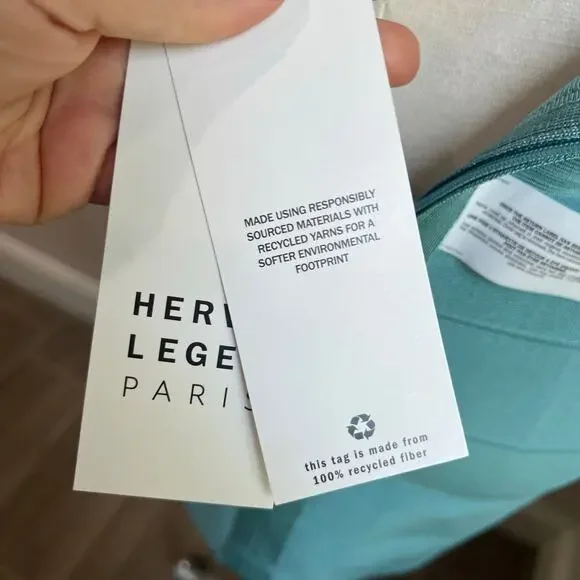 HER
LEGE
PARIS
MADE USING RESPONSIBLY
SOURCED MATERIALS WITH
RECYCLED YARNS FOR A
SOFTER ENVIRONMENTAL
FOOTPRINT
this tag is made from
100% recycled fiber